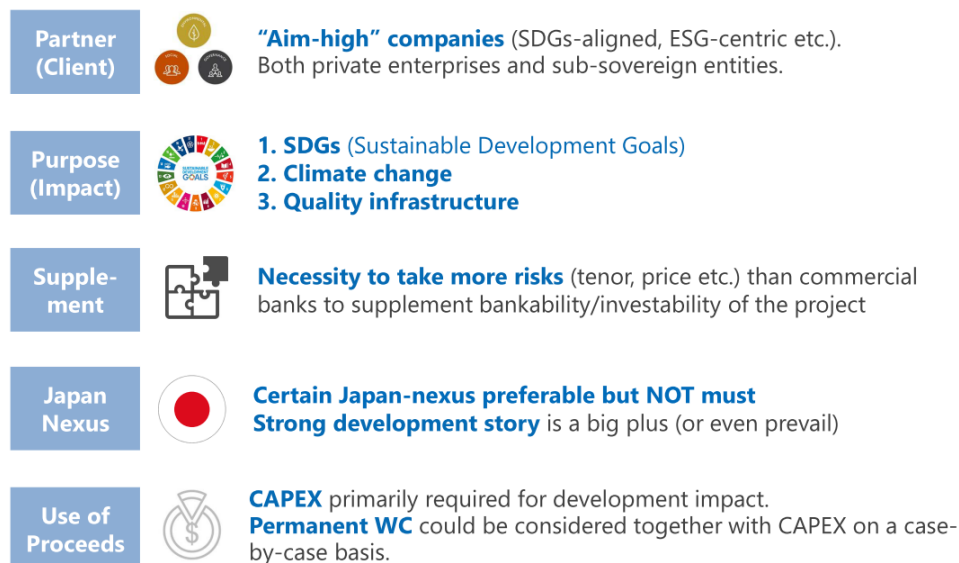 Partner
(Client)
“Aim-high” companies (SDGs-aligned, ESG-centric etc.).
Both private enterprises and sub-sovereign entities.
Purpose
(Impact)
SUSTAINABLE
DEVELOPMENT
GOALS
1. SDGs (Sustainable Development Goals)
2. Climate change
3. Quality infrastructure
Supple-
ment
Necessity to take more risks (tenor, price etc.) than commercial
banks to supplement bankability/investability of the project
Japan
Nexus
Certain Japan-nexus preferable but NOT must
Strong development story is a big plus (or even prevail)
Use of
Proceeds
$
CAPEX primarily required for development impact.
Permanent WC could be considered together with CAPEX on a case-
by-case basis.